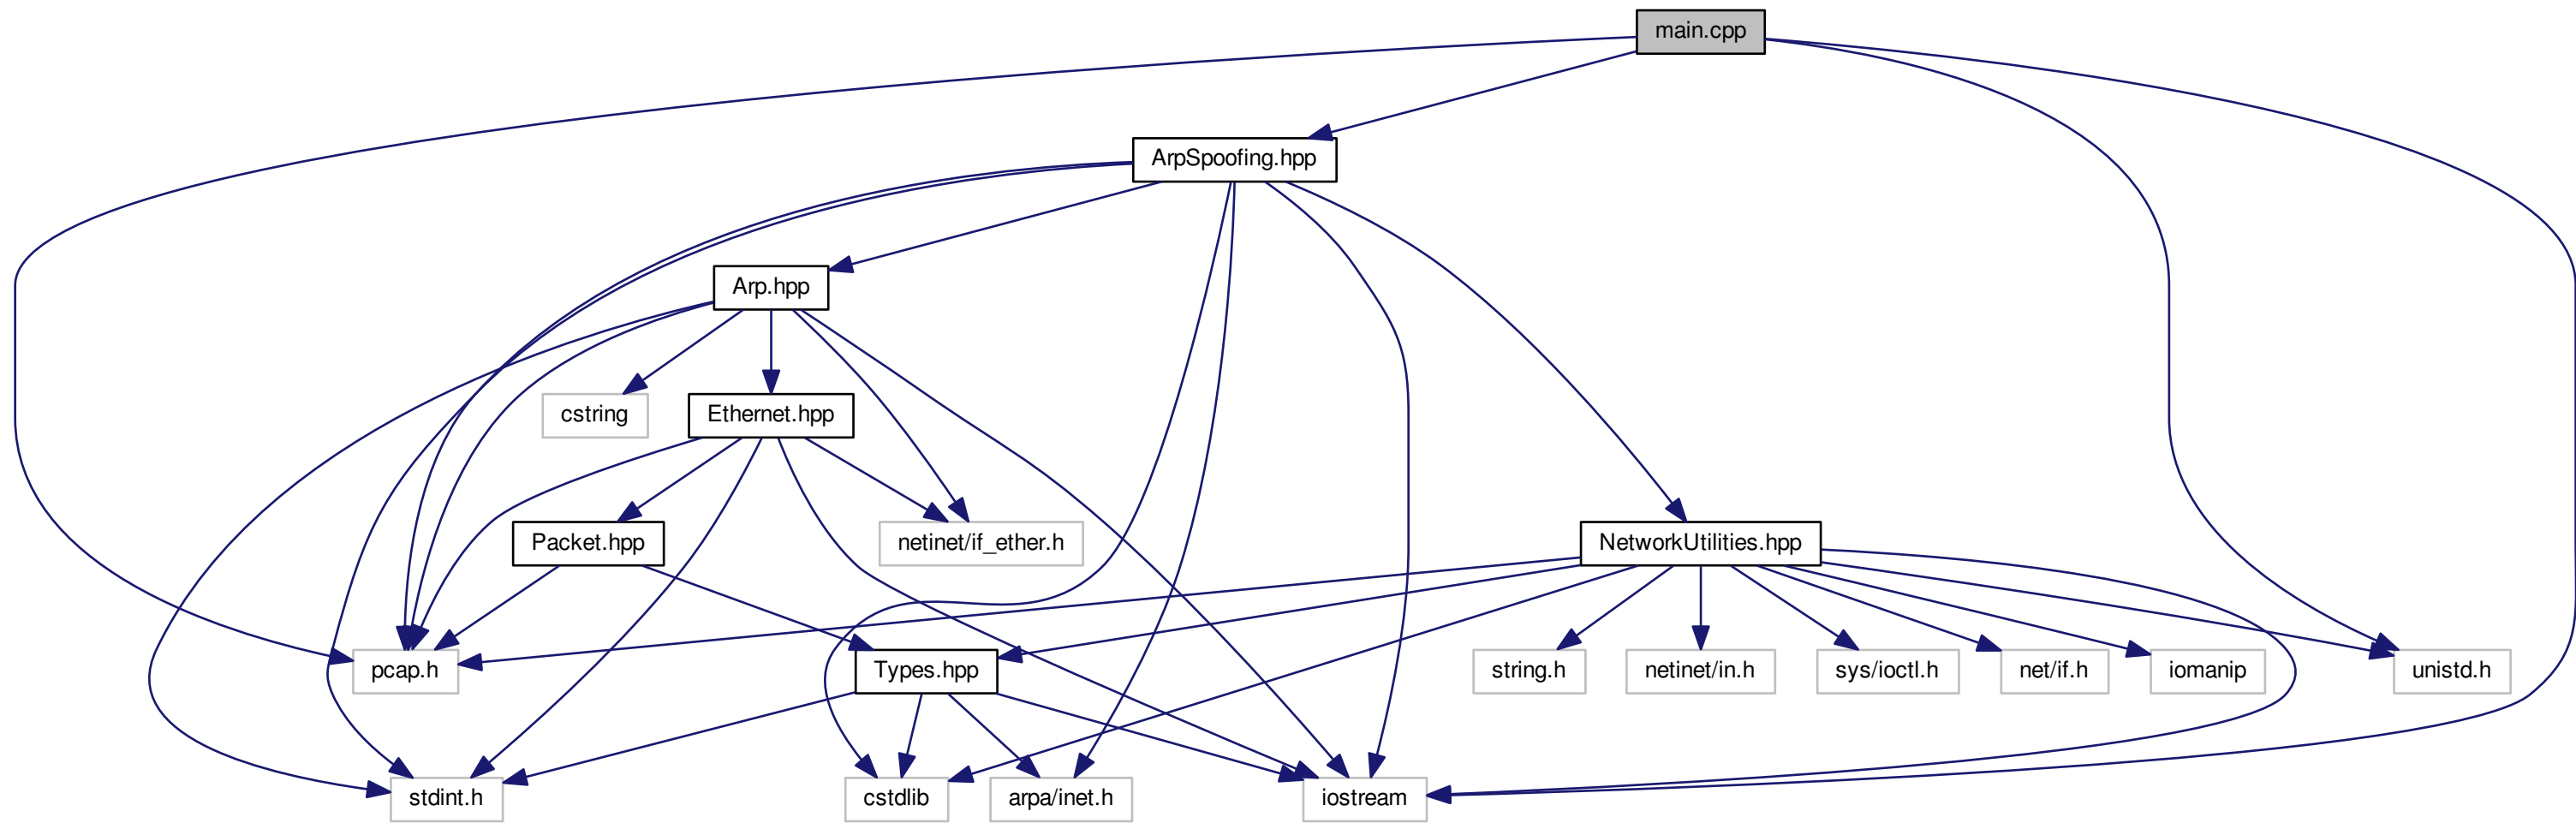 main.cpp
ArpSpoofing.hpp
Arp.hpp
cstring
Ethernet.hpp
Packet.hpp
netinet/if_ether.h
NetworkUtilities.hpp
pcap.h
Types.hpp
string.h
netinet/in.h
sys/ioctl.h
net/if.h
iomanip
unistd.h
stdint.h
cstdlib
arpa/inet.h
iostream